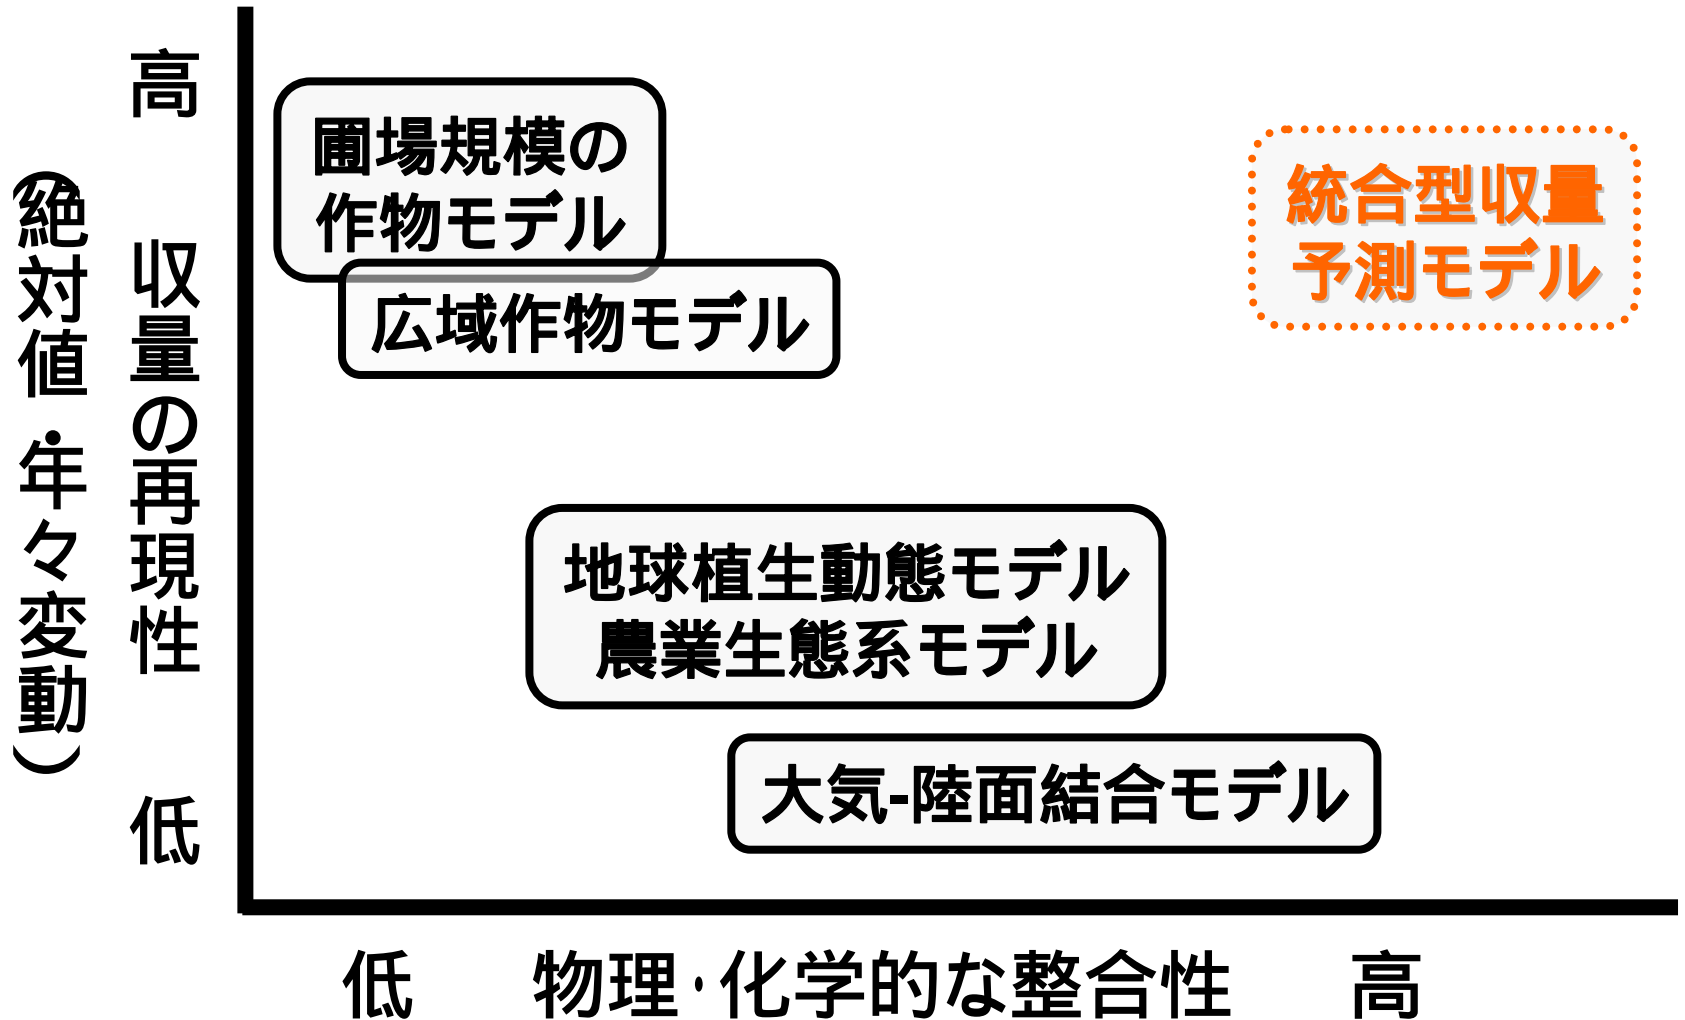 (絶対値・年々変動)
高 収量の再現性 低
圃場規模の
作物モデル
広域作物モデル
統合型収量
予測モデル
地球植生動態モデル
農業生態系モデル
大気-陸面結合モデル
低 物理・化学的な整合性 高